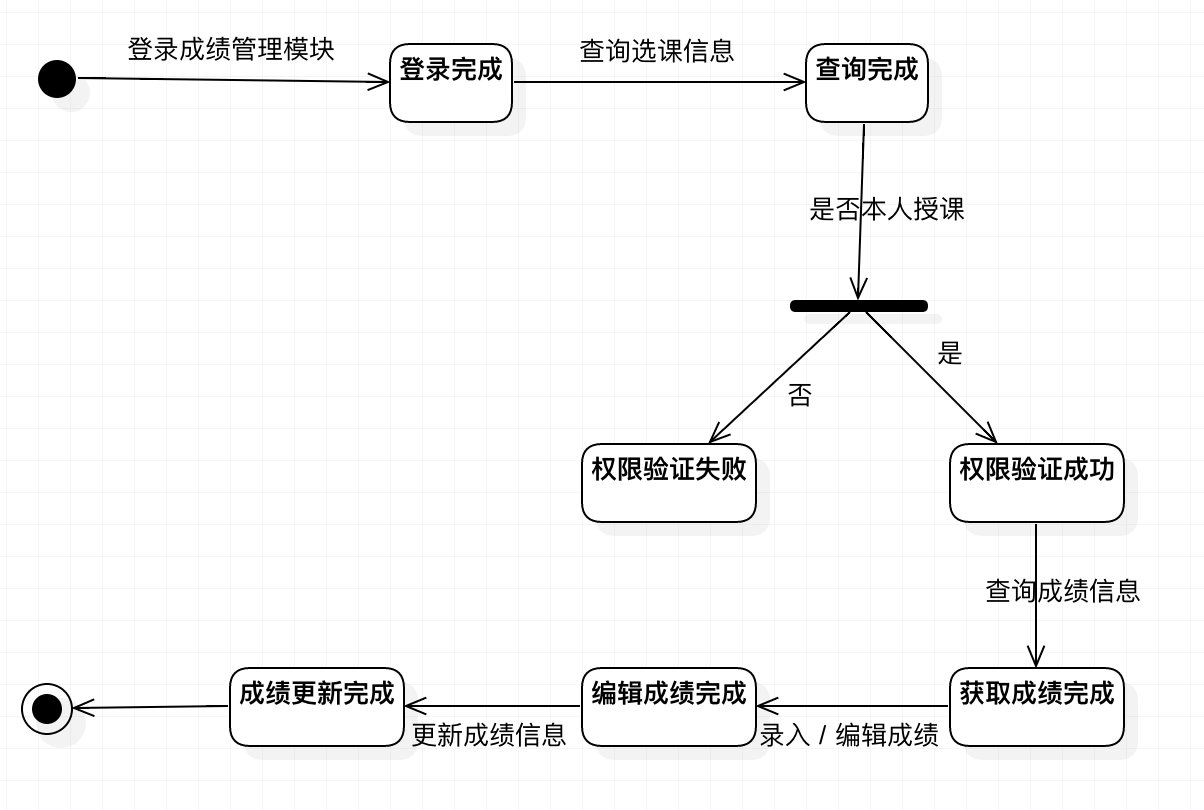 登录成绩管理模块
登录完成
查询选课信息
查询完成
是否本人授课
是
否
权限验证失败
权限验证成功
查询成绩信息
成绩更新完成
更新成绩信息
编辑成绩完成
录入 / 编辑成绩
获取成绩完成